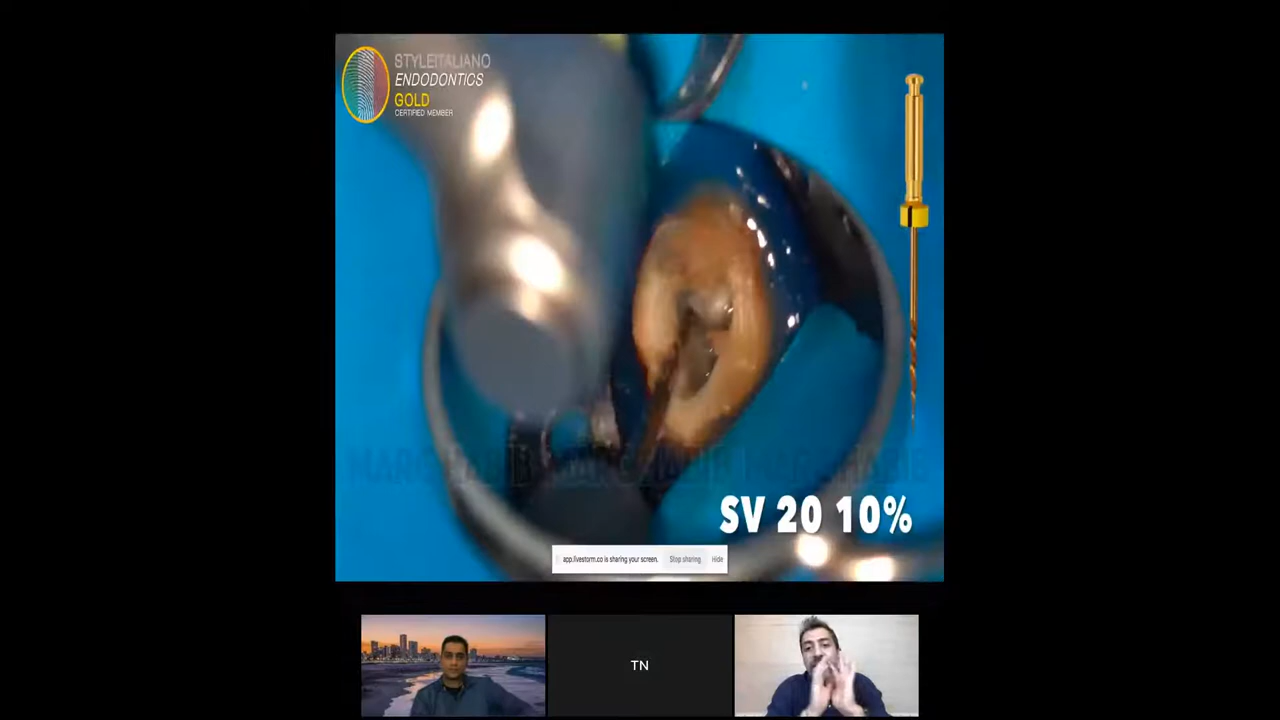 STYLEITALIANO
ENDODONTICS
GOLD
CERTIFIED MEMBER
SV 20 10%
app.livestorm.co is sharing your screen. Stop sharing Hide
TN